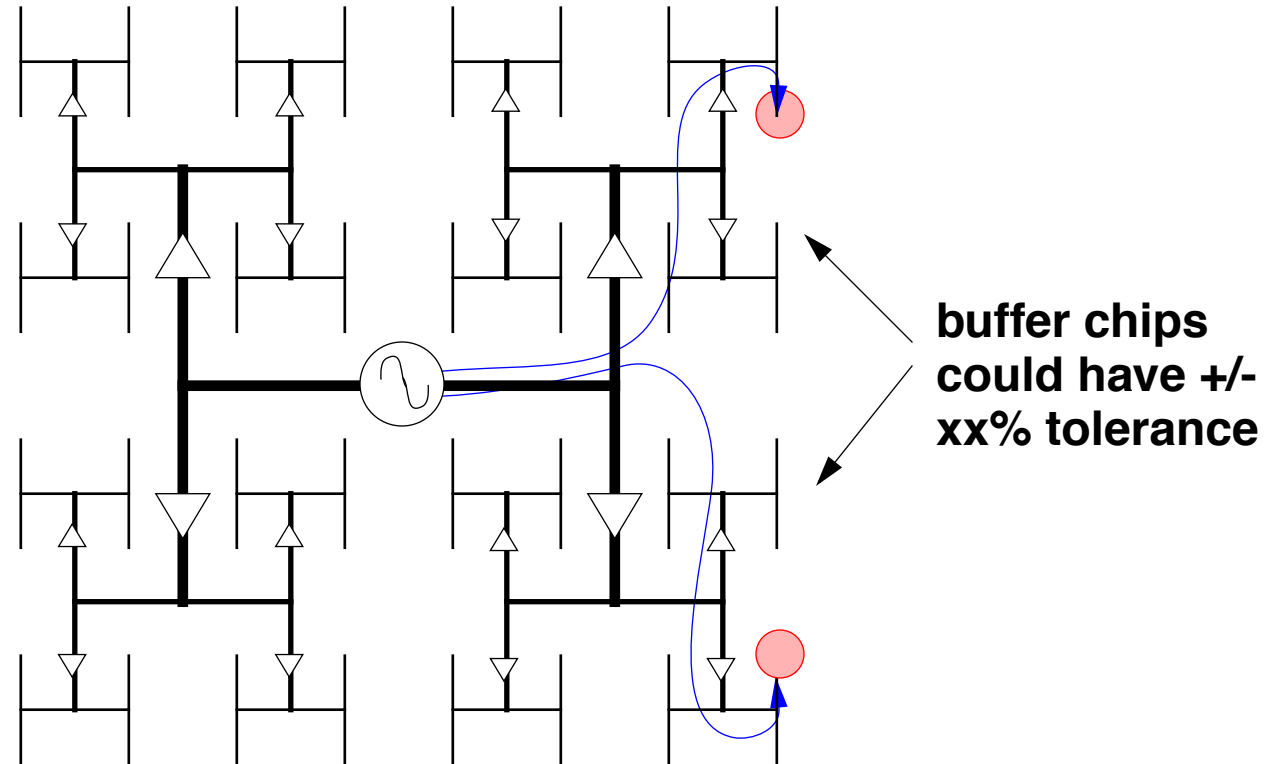 buffer chips
could have +/-
xx% tolerance